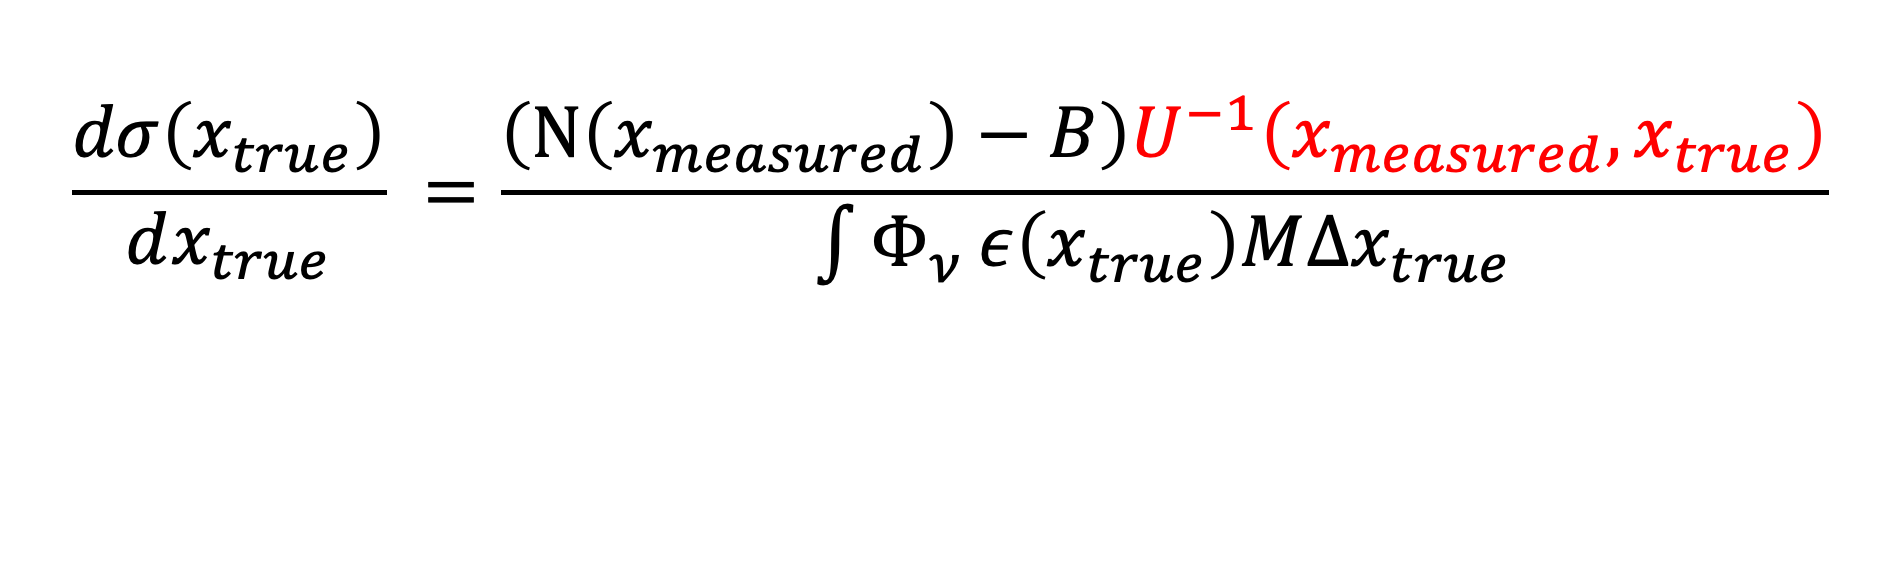 dσ(x_true)/dx_true = (N(x_measured) − B)U⁻¹(x_measured, x_true)/∫ Φ_ν ϵ(x_true)MΔx_true